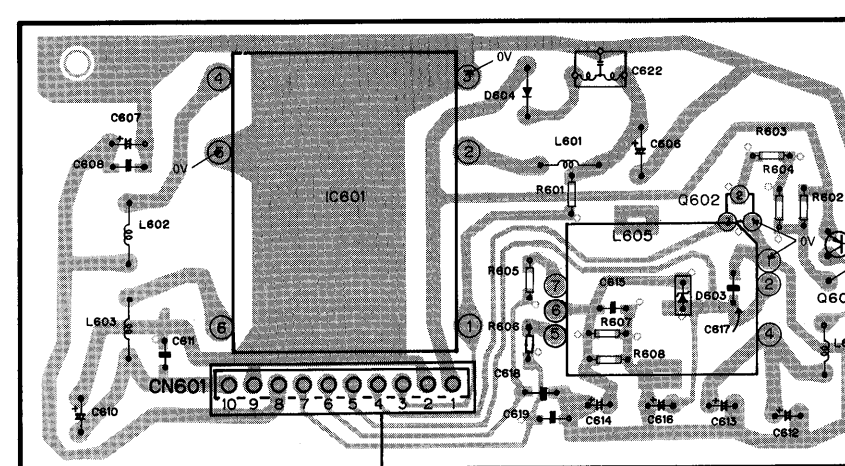 4
3
0V
C622
D604
C607
C608
0V
5
2
L601
C606
R603
R604
IC601
R601
Q602
2
R602
L602
3
1
L605
0V
1
R605
7
C615
D603
2
6
L603
6
1
R606
5
R607
C617
4
C611
R608
C618
CN601
10 9 8 7 6 5 4 3 2 1
C610
C619
C614
C616
C613
C612